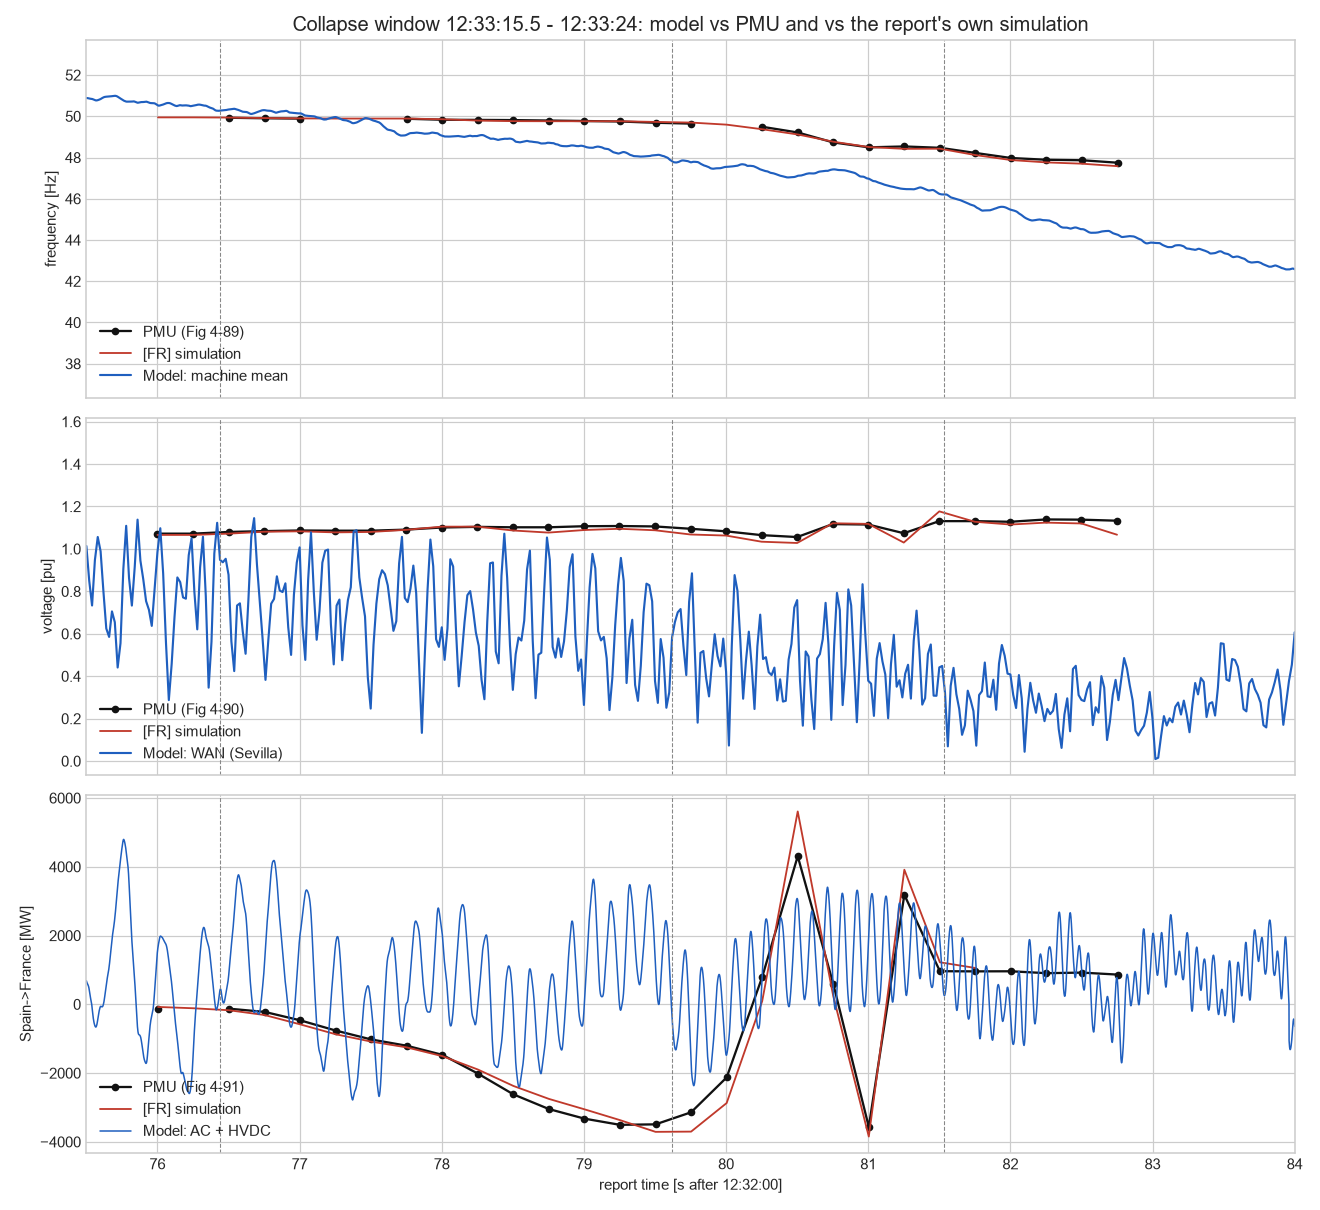 Collapse window 12:33:15.5 - 12:33:24: model vs PMU and vs the report's own simulation
52
50
48
46
44
42
40
38
frequency [Hz]
PMU (Fig 4-89)
[FR] simulation
Model: machine mean
1.6
1.4
1.2
1.0
0.8
0.6
0.4
0.2
0.0
voltage [pu]
PMU (Fig 4-90)
[FR] simulation
Model: WAN (Sevilla)
6000
4000
2000
0
−2000
−4000
Spain->France [MW]
PMU (Fig 4-91)
[FR] simulation
Model: AC + HVDC
76 77 78 79 80 81 82 83 84
report time [s after 12:32:00]